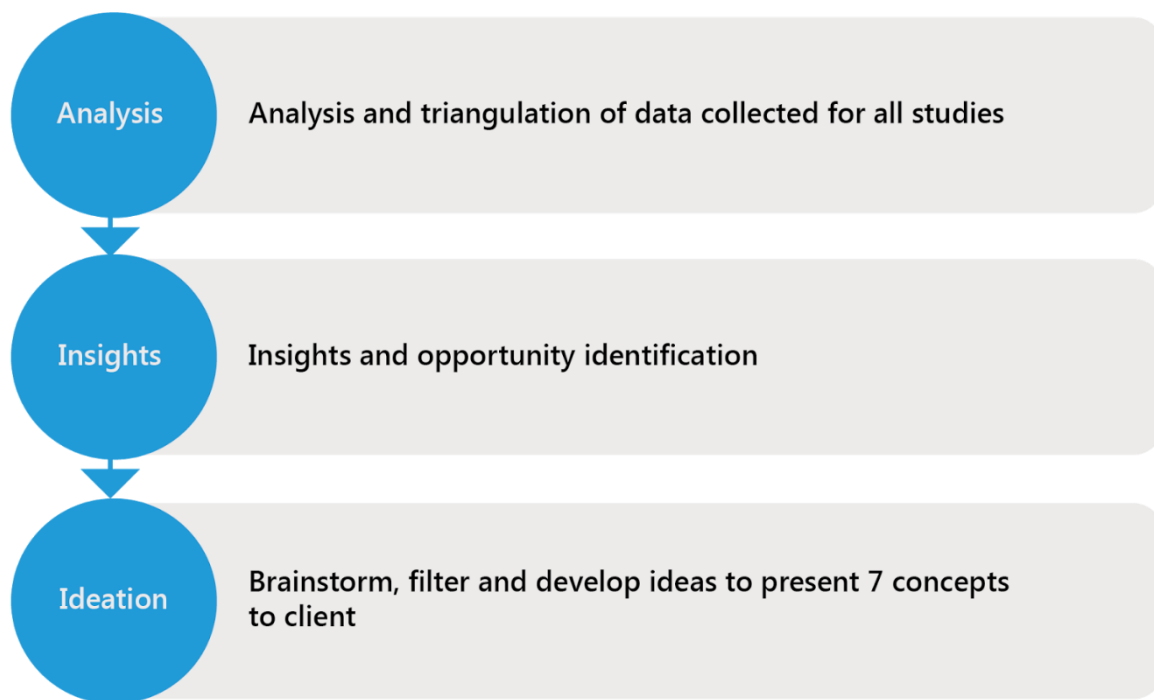 Analysis
Analysis and triangulation of data collected for all studies
Insights
Insights and opportunity identification
Ideation
Brainstorm, filter and develop ideas to present 7 concepts
to client